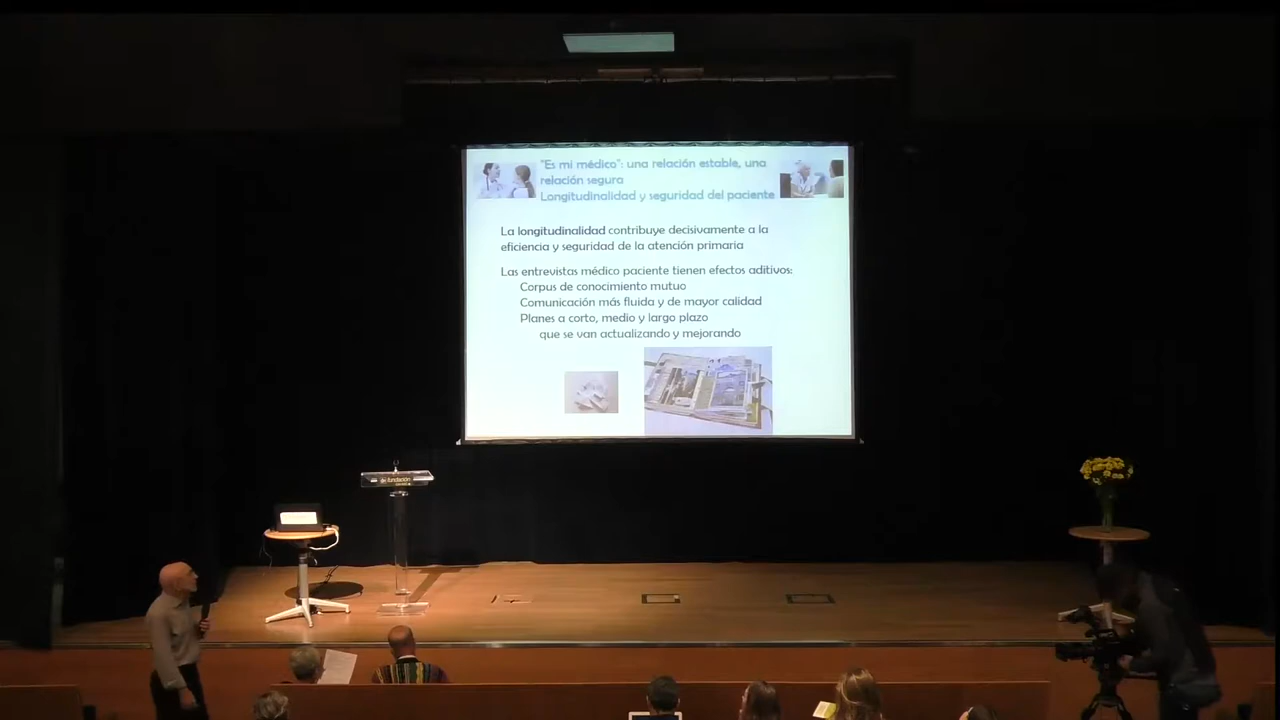 "Es mi médico": una relación estable, una
relación segura
Longitudinalidad y seguridad del paciente
La longitudinalidad contribuye decisivamente a la
eficiencia y seguridad de la atención primaria
Las entrevistas médico paciente tienen efectos aditivos:
Corpus de conocimiento mutuo
Comunicación más fluida y de mayor calidad
Planes a corto, medio y largo plazo
que se van actualizando y mejorando
fundación